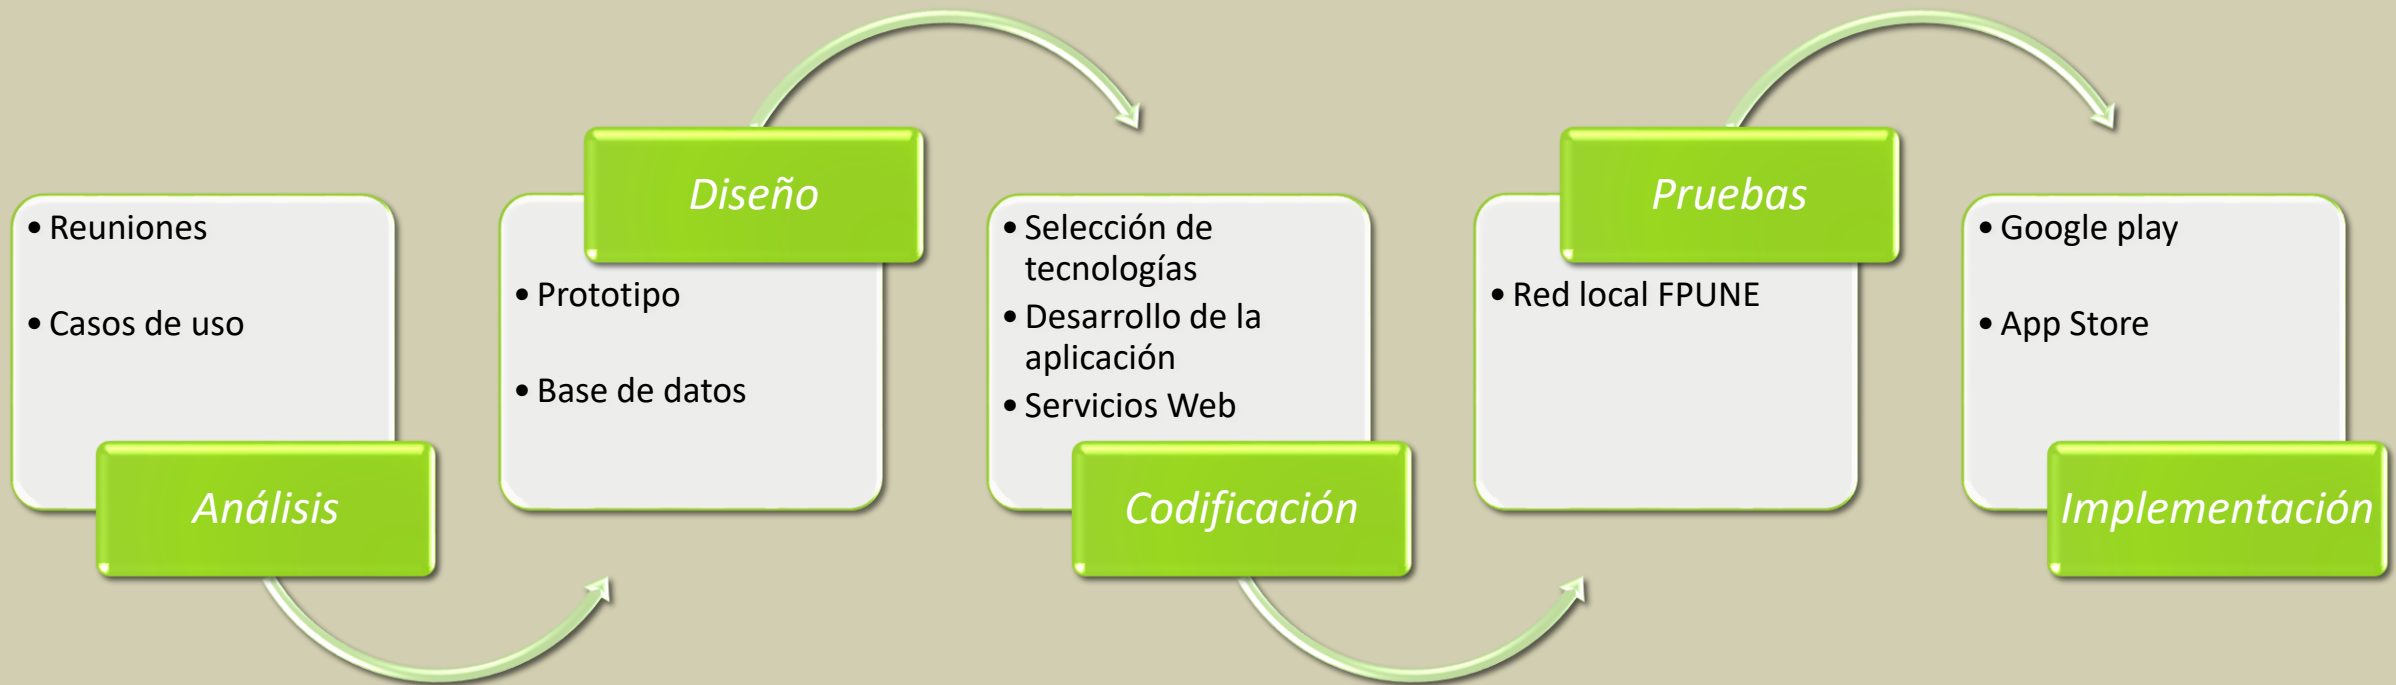 • Reuniones
• Casos de uso
Análisis
Diseño
• Prototipo
• Base de datos
• Selección de
tecnologías
• Desarrollo de la
aplicación
• Servicios Web
Codificación
Pruebas
• Red local FPUNE
• Google play
• App Store
Implementación